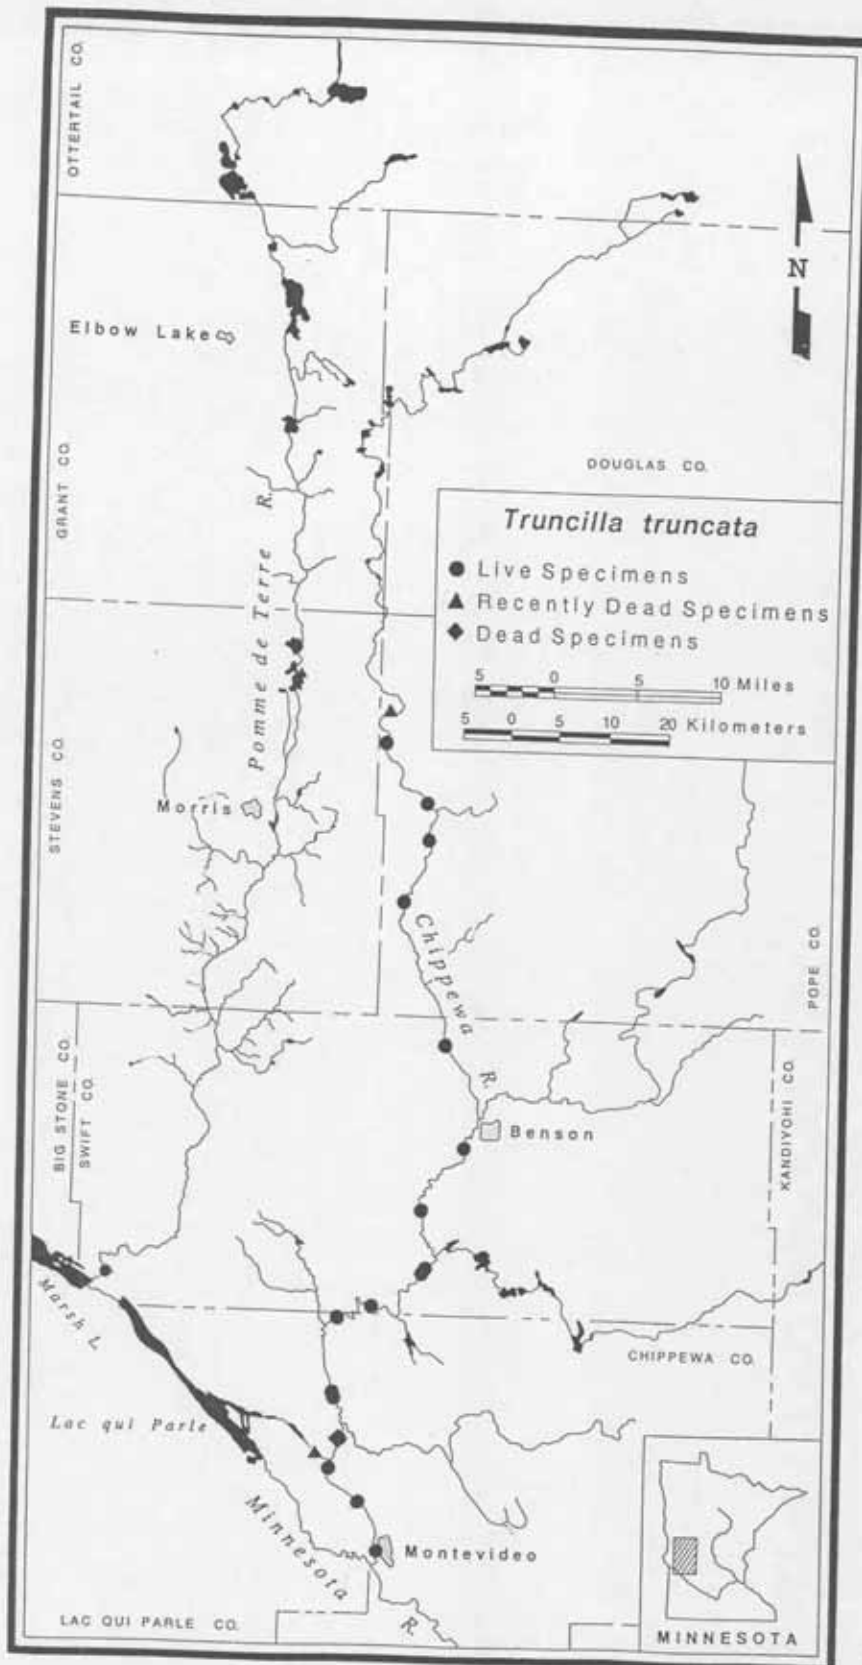 OTTERTAIL CO.
N
Elbow Lake
GRANT CO.
DOUGLAS CO.
Pomme de Terre R.
Truncilla truncata
Live Specimens
Recently Dead Specimens
Dead Specimens
5 0 5 10 Miles
5 0 5 10 20 Kilometers
STEVENS CO.
Morris
Chippewa R.
POPE CO.
BIG STONE CO.
SWIFT CO.
KANDIYOHI CO.
Benson
Marsh L.
CHIPPEWA CO.
Lac qui Parle
Minnesota R.
Montevideo
LAC QUI PARLE CO.
MINNESOTA